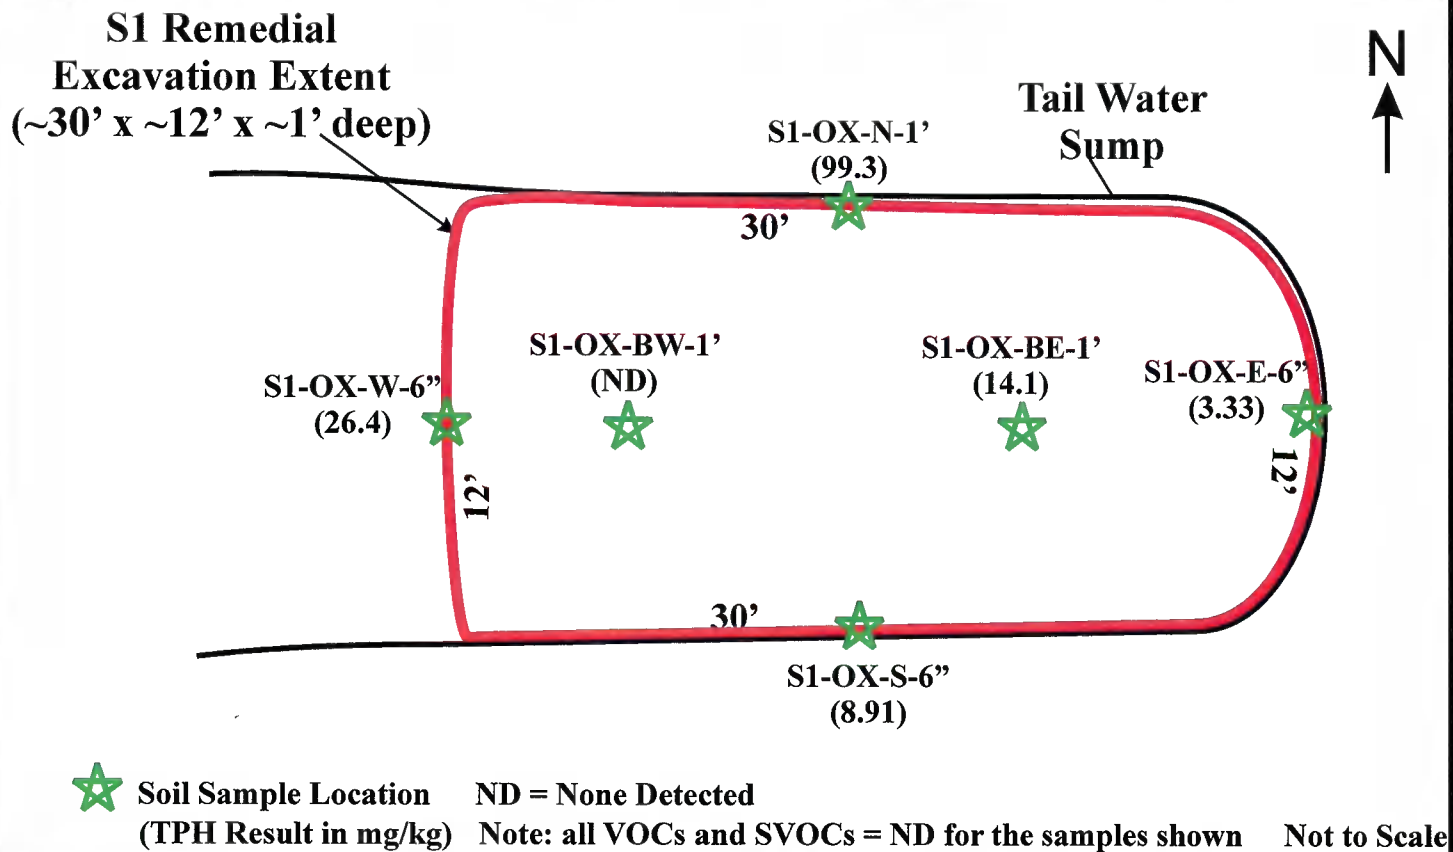 S1 Remedial
Excavation Extent
(~30’ x ~12’ x ~1’ deep)
N
Tail Water
Sump
S1-OX-N-1’
(99.3)
30’
S1-OX-BW-1’
(ND)
S1-OX-BE-1’
(14.1)
S1-OX-E-6”
(3.33)
S1-OX-W-6”
(26.4)
12’
12’
30’
S1-OX-S-6”
(8.91)
Soil Sample Location ND = None Detected
(TPH Result in mg/kg) Note: all VOCs and SVOCs = ND for the samples shown Not to Scale